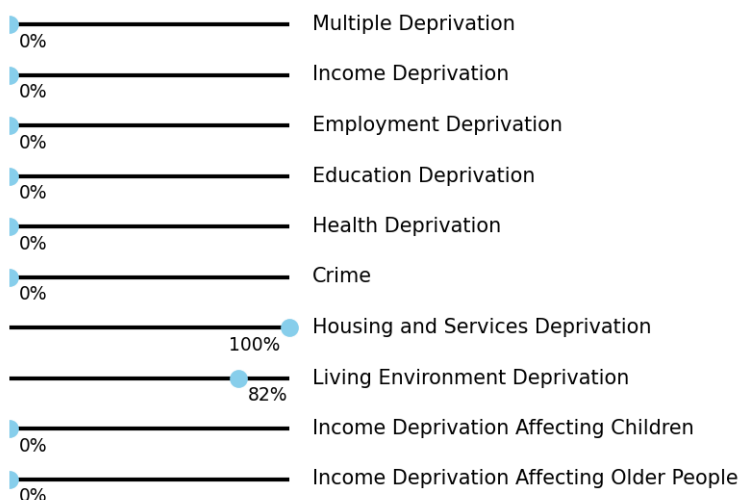 Multiple Deprivation
0%
Income Deprivation
0%
Employment Deprivation
0%
Education Deprivation
0%
Health Deprivation
0%
Crime
0%
Housing and Services Deprivation
100%
Living Environment Deprivation
82%
Income Deprivation Affecting Children
0%
Income Deprivation Affecting Older People
0%